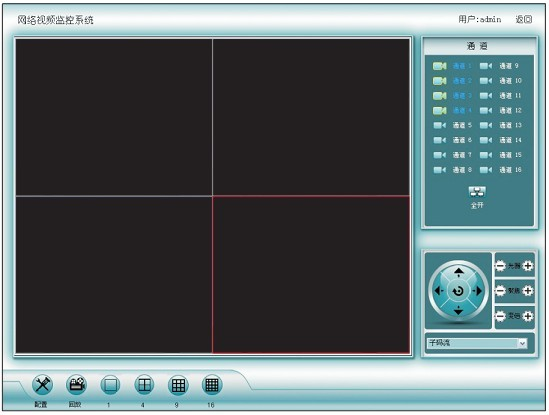 网络视频监控系统
用户:admin 返回
通道
通道 1 通道 9
通道 2 通道 10
通道 3 通道 11
通道 4 通道 12
通道 5 通道 13
通道 6 通道 14
通道 7 通道 15
通道 8 通道 16
全开
光圈
聚焦
变倍
子码流
配置 回放 1 4 9 16